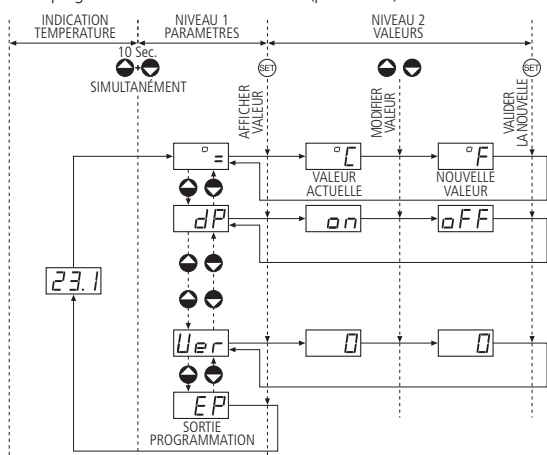 INDICATION TEMPERATURE
NIVEAU 1 PARAMETRES
NIVEAU 2 VALEURS
10 Sec.
+
SIMULTANÉMENT
SET
SET
AFFICHER VALEUR
MODIFIER VALEUR
VALIDER LA NOUVELLE
°=
°C
°F
VALEUR ACTUELLE
NOUVELLE VALEUR
dP
on
oFF
23.1
Uer
0
0
EP
SORTIE PROGRAMMATION